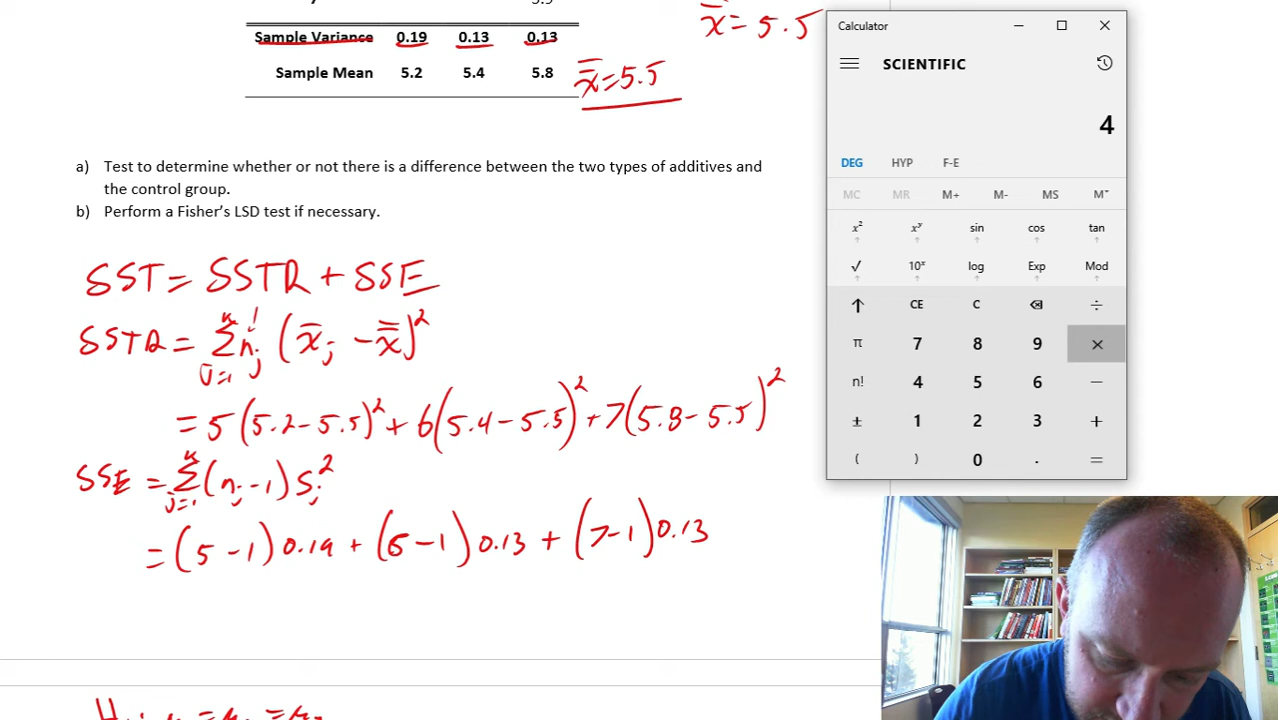 x̿ = 5.5
Sample Variance 0.19 0.13 0.13
Sample Mean 5.2 5.4 5.8 x̿=5.5
a) Test to determine whether or not there is a difference between the two types of additives and
the control group.
b) Perform a Fisher's LSD test if necessary.
SST = SSTR + SSE
SSTR = Σ nj (x̄j - x̿)²
= 5(5.2-5.5)² + 6(5.4-5.5)² + 7(5.8-5.5)²
SSE = Σ(nj -1) Sj²
= (5-1)0.19 + (6-1)0.13 + (7-1)0.13
Calculator
SCIENTIFIC
4
DEG HYP F-E
MC MR M+ M- MS M˅
x² xʸ sin cos tan
√ 10ˣ log Exp Mod
↑ CE C ⌫ ÷
π 7 8 9 ×
n! 4 5 6 −
± 1 2 3 +
( ) 0 . =